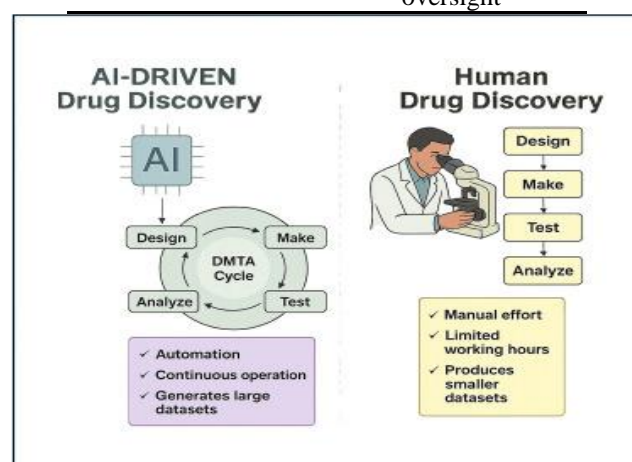 oversight
AI-DRIVEN
Drug Discovery
AI
Design
Make
DMTA
Cycle
Analyze
Test
✓ Automation
✓ Continuous operation
✓ Generates large
datasets
Human
Drug Discovery
Design
Make
Test
Analyze
✓ Manual effort
✓ Limited
working hours
✓ Produces
smaller
datasets